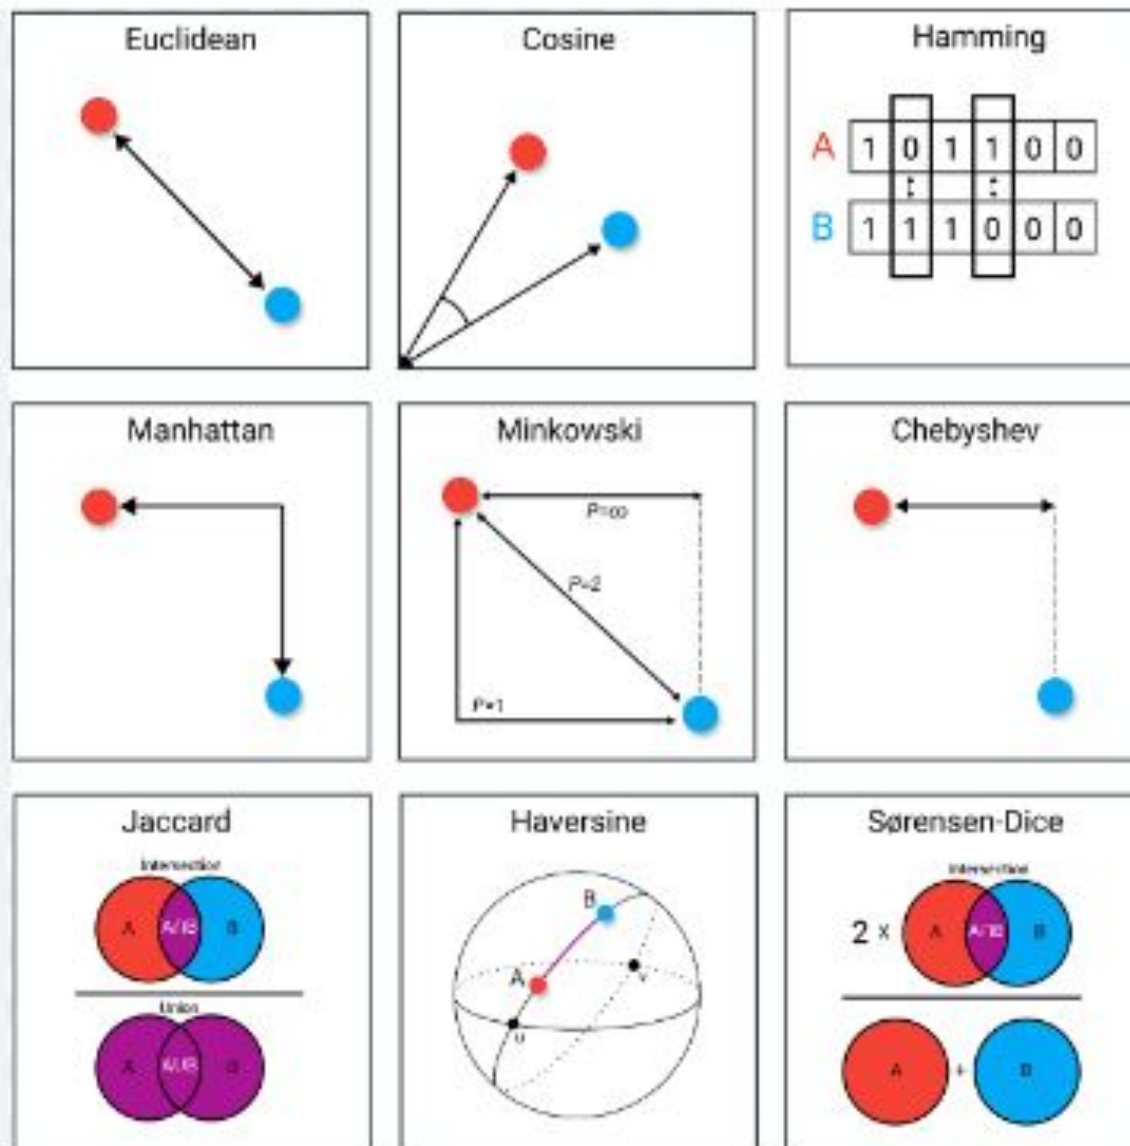 Euclidean
Cosine
Hamming
A 1 0 1 1 0 0
B 1 1 1 0 0 0
Manhattan
Minkowski
P=∞
P=2
P=1
Chebyshev
Jaccard
Intersection
A A∩B B
Union
A A∪B B
Haversine
B
A
v
u
Sørensen-Dice
Intersection
2 x A A∩B B
A + B